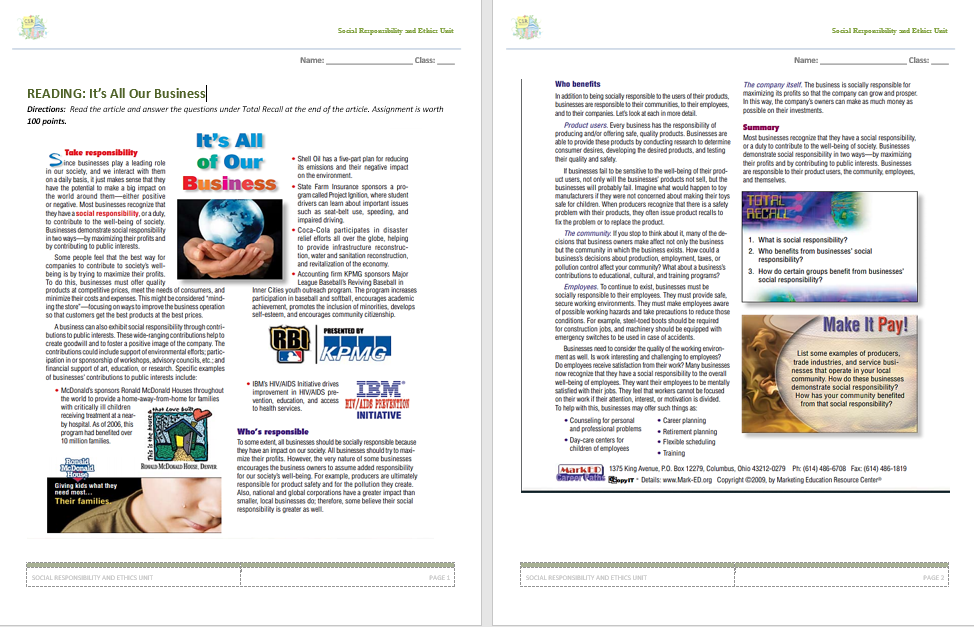 Social Responsibility and Ethics Unit
Name: ______________________ Class: ____
READING: It's All Our Business
Directions: Read the article and answer the questions under Total Recall at the end of the article. Assignment is worth
100 points.
It's All
of Our
Business
Take responsibility
Since businesses play a leading role
in our society, and we interact with them
on a daily basis, it just makes sense that they
have the potential to make a big impact on
the world around them—either positive
or negative. Most businesses recognize that
they have a social responsibility, or a duty,
to contribute to the well-being of society.
Businesses demonstrate social responsibility
in two ways—by maximizing their profits and
by contributing to public interests.
Some people feel that the best way for
companies to contribute to society's well-
being is by trying to maximize their profits.
To do this, businesses must offer quality
products at competitive prices, meet the needs of consumers, and
minimize their costs and expenses. This might be considered "mind-
ing the store"—focusing on ways to improve the business operation
so that customers get the best products at the best prices.
A business can also exhibit social responsibility through contri-
butions to public interests. These wide-ranging contributions help to
create goodwill and to foster a positive image of the company. The
contributions could include support of environmental efforts; partic-
ipation in or sponsorship of workshops, advisory councils, etc.; and
financial support of art, education, or research. Specific examples
of businesses' contributions to public interests include:
• McDonald's sponsors Ronald McDonald Houses throughout
the world to provide a home-away-from-home for families
with critically ill children
receiving treatment at a near-
by hospital. As of 2006, this
program had benefited over
10 million families.
the House that love built
RONALD MCDONALD HOUSE, DENVER
Ronald
McDonald
House
Giving kids what they
need most...
Their families.
• Shell Oil has a five-part plan for reducing
its emissions and their negative impact
on the environment.
• State Farm Insurance sponsors a pro-
gram called Project Ignition, where student
drivers can learn about important issues
such as seat-belt use, speeding, and
impaired driving.
• Coca-Cola participates in disaster
relief efforts all over the globe, helping
to provide infrastructure reconstruc-
tion, water and sanitation reconstruction,
and revitalization of the economy.
• Accounting firm KPMG sponsors Major
League Baseball's Reviving Baseball in
Inner Cities youth outreach program. The program increases
participation in baseball and softball, encourages academic
achievement, promotes the inclusion of minorities, develops
self-esteem, and encourages community citizenship.
RBI
PRESENTED BY
KPMG
• IBM's HIV/AIDS Initiative drives
improvement in HIV/AIDS pre-
vention, education, and access
to health services.
IBM
HIV/AIDS PREVENTION
INITIATIVE
Who's responsible
To some extent, all businesses should be socially responsible because
they have an impact on our society. All businesses should try to maxi-
mize their profits. However, the very nature of some businesses
encourages the business owners to assume added responsibility
for our society's well-being. For example, producers are ultimately
responsible for product safety and for the pollution they create.
Also, national and global corporations have a greater impact than
smaller, local businesses do; therefore, some believe their social
responsibility is greater as well.
SOCIAL RESPONSIBILITY AND ETHICS UNIT
PAGE 1
Social Responsibility and Ethics Unit
Name: ______________________ Class: ____
Who benefits
In addition to being socially responsible to the users of their products,
businesses are responsible to their communities, to their employees,
and to their companies. Let's look at each in more detail.
Product users. Every business has the responsibility of
producing and/or offering safe, quality products. Businesses are
able to provide these products by conducting research to determine
consumer desires, developing the desired products, and testing
their quality and safety.
If businesses fail to be sensitive to the well-being of their prod-
uct users, not only will the businesses' products not sell, but the
businesses will probably fail. Imagine what would happen to toy
manufacturers if they were not concerned about making their toys
safe for children. When producers recognize there is a safety
problem with their products, they often issue product recalls to
fix the problem or to replace the product.
The community. If you stop to think about it, many of the de-
cisions that business owners make affect not only the business
but the community in which the business exists. How could a
business's decisions about production, employment, taxes, or
pollution control affect your community? What about a business's
contributions to educational, cultural, and training programs?
Employees. To continue to exist, businesses must be
socially responsible to their employees. They must provide safe,
secure working environments. They must make employees aware
of possible working hazards and take precautions to reduce those
conditions. For example, steel-toed boots should be required
for construction jobs, and machinery should be equipped with
emergency switches to be used in case of accidents.
Businesses need to consider the quality of the working environ-
ment as well. Is work interesting and challenging to employees?
Do employees receive satisfaction from their work? Many businesses
now recognize that they have a social responsibility to the overall
well-being of employees. They want their employees to be mentally
satisfied with their jobs. They feel that workers cannot be focused
on their work if their attention, interest, or motivation is divided.
To help with this, businesses may offer such things as:
• Counseling for personal
and professional problems
• Day-care centers for
children of employees
• Career planning
• Retirement planning
• Flexible scheduling
• Training
The company itself. The business is socially responsible for
maximizing its profits so that the company can grow and prosper.
In this way, the company's owners can make as much money as
possible on their investments.
Summary
Most businesses recognize that they have a social responsibility,
or a duty to contribute to the well-being of society. Businesses
demonstrate social responsibility in two ways—by maximizing
their profits and by contributing to public interests. Businesses
are responsible to their product users, the community, employees,
and themselves.
TOTAL
RECALL
1. What is social responsibility?
2. Who benefits from businesses' social
responsibility?
3. How do certain groups benefit from businesses'
social responsibility?
Make It Pay!
List some examples of producers,
trade industries, and service busi-
nesses that operate in your local
community. How do these businesses
demonstrate social responsibility?
How has your community benefited
from their social responsibility?
MarkED
Career Paths
CopyIT
1375 King Avenue, P.O. Box 12279, Columbus, Ohio 43212-0279 Ph: (614) 486-6708 Fax: (614) 486-1819
• Details: www.Mark-ED.org Copyright ©2009, by Marketing Education Resource Center®
SOCIAL RESPONSIBILITY AND ETHICS UNIT
PAGE 2